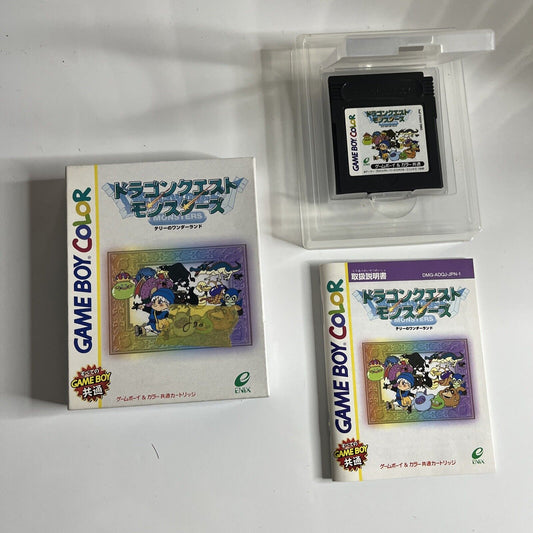 GAME BOY COLOR
ドラゴンクエスト
モンスターズ
MONSTERS
テリーのワンダーランド
GAME BOY
共通
ENIX
ゲームボーイ&カラー共通カートリッジ
GAME BOY COLOR
ドラゴンクエスト
モンスターズ
ゲームボーイ&カラー共通
取扱説明書
DMG-ADQJ-JPN-1
GAME BOY COLOR
ドラゴンクエスト
モンスターズ
MONSTERS
テリーのワンダーランド
GAME BOY
共通
ENIX
ゲームボーイ&カラー共通カートリッジ